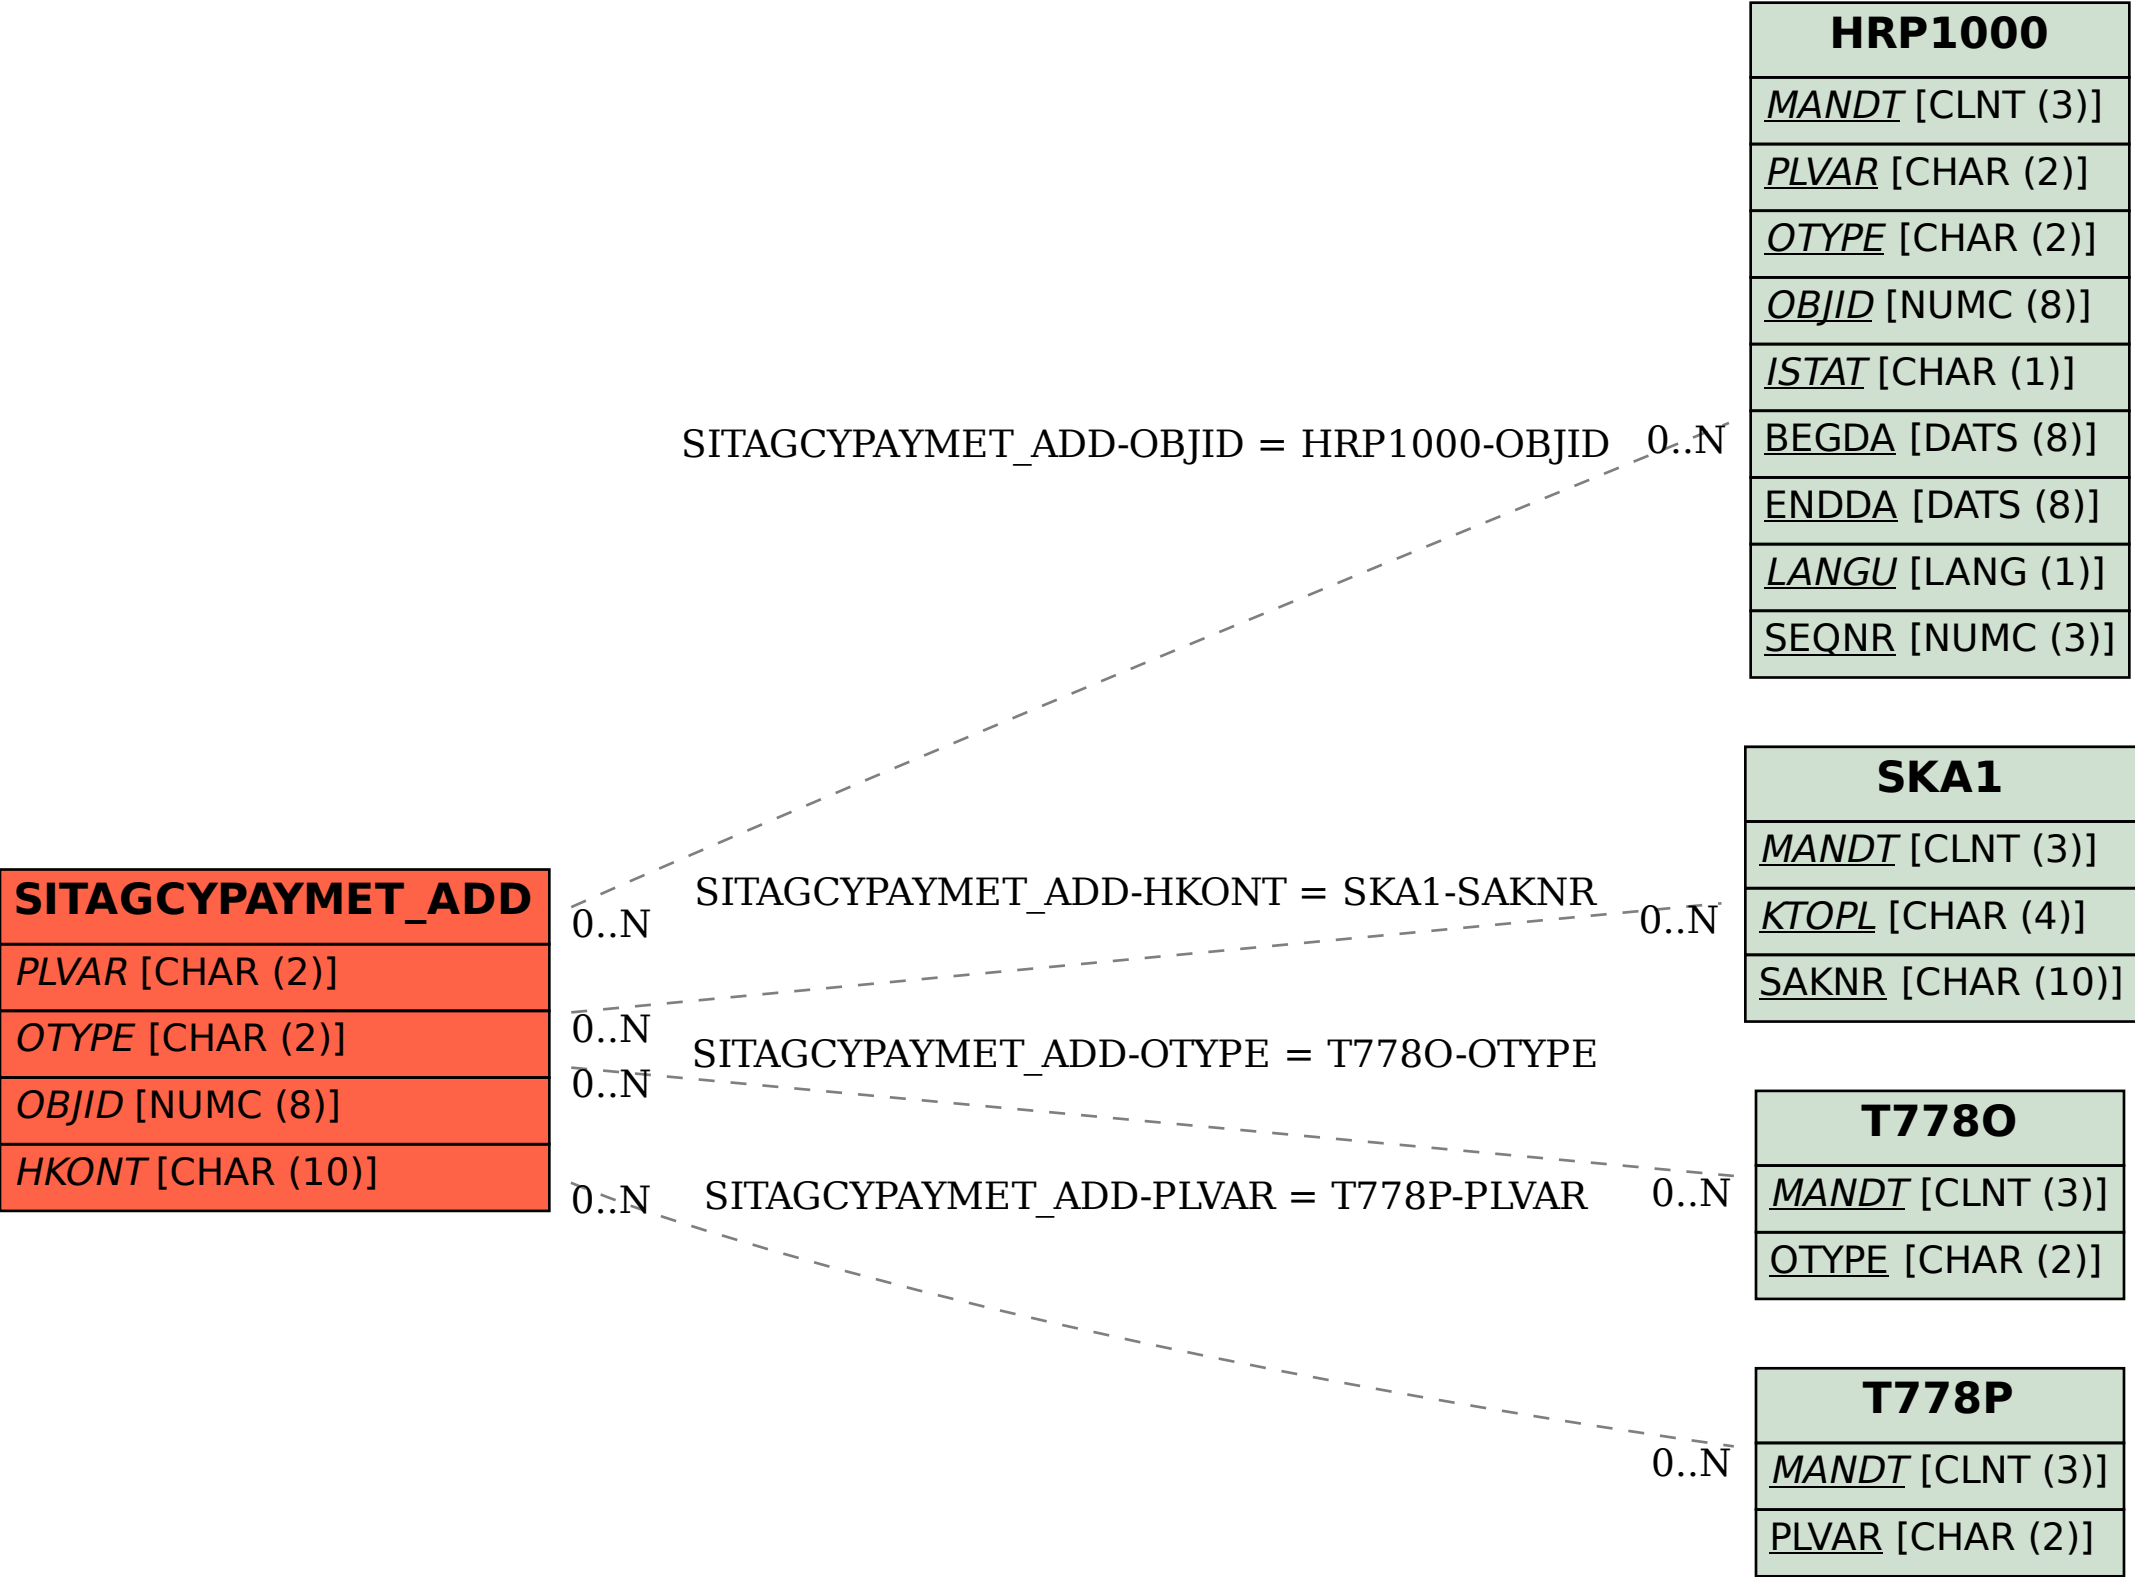 HRP1000
MANDT [CLNT (3)]
PLVAR [CHAR (2)]
OTYPE [CHAR (2)]
OBJID [NUMC (8)]
ISTAT [CHAR (1)]
BEGDA [DATS (8)]
ENDDA [DATS (8)]
LANGU [LANG (1)]
SEQNR [NUMC (3)]
SITAGCYPAYMET_ADD-OBJID = HRP1000-OBJID
0..N
0..N
SKA1
MANDT [CLNT (3)]
KTOPL [CHAR (4)]
SAKNR [CHAR (10)]
SITAGCYPAYMET_ADD-HKONT = SKA1-SAKNR
0..N
0..N
SITAGCYPAYMET_ADD
PLVAR [CHAR (2)]
OTYPE [CHAR (2)]
OBJID [NUMC (8)]
HKONT [CHAR (10)]
SITAGCYPAYMET_ADD-OTYPE = T778O-OTYPE
0..N
0..N
T778O
MANDT [CLNT (3)]
OTYPE [CHAR (2)]
SITAGCYPAYMET_ADD-PLVAR = T778P-PLVAR
0..N
0..N
T778P
MANDT [CLNT (3)]
PLVAR [CHAR (2)]